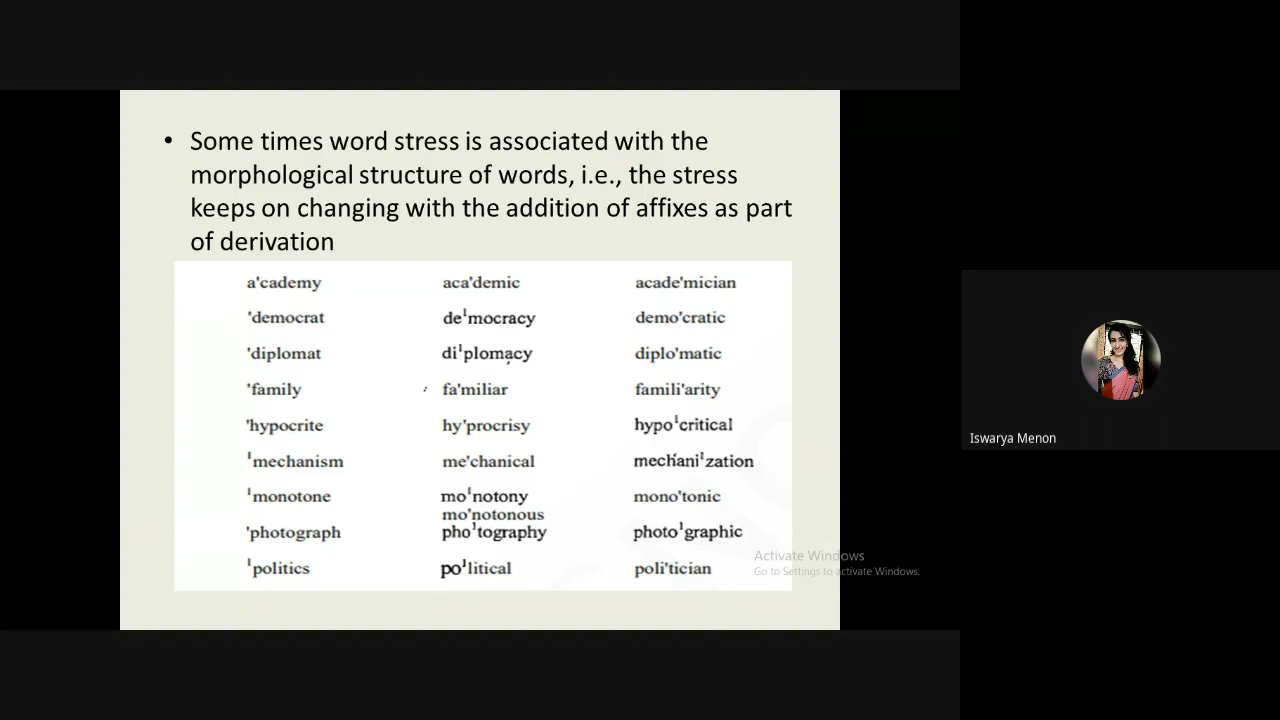 • Some times word stress is associated with the
morphological structure of words, i.e., the stress
keeps on changing with the addition of affixes as part
of derivation
a'cademy aca'demic acade'mician
'democrat de'mocracy demo'cratic
'diplomat di'plomacy diplo'matic
'family fa'miliar famili'arity
'hypocrite hy'procrisy hypo'critical
'mechanism me'chanical mechani'zation
'monotone mo'notony mono'tonic
mo'notonous
'photograph pho'tography photo'graphic
'politics po'litical poli'tician
Activate Windows
Go to Settings to activate Windows.
Iswarya Menon